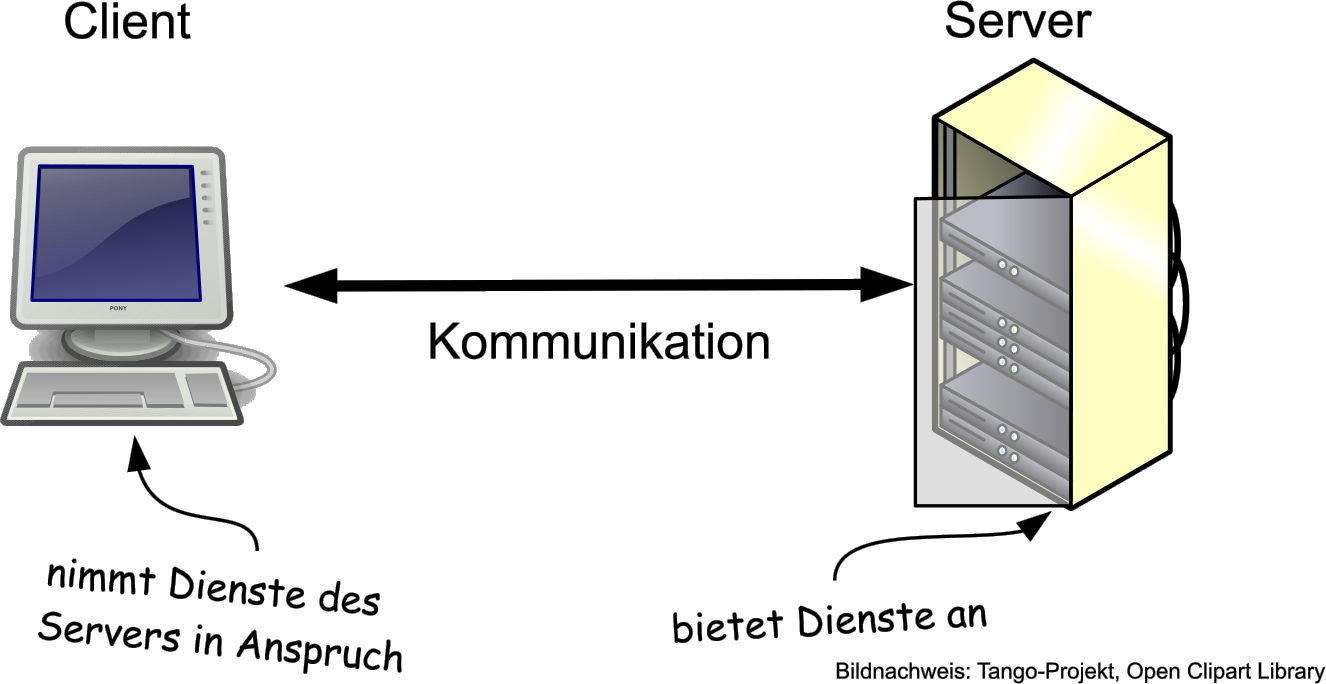 Client
Server
PONY
Kommunikation
nimmt Dienste des
Servers in Anspruch
bietet Dienste an
Bildnachweis: Tango-Projekt, Open Clipart Library